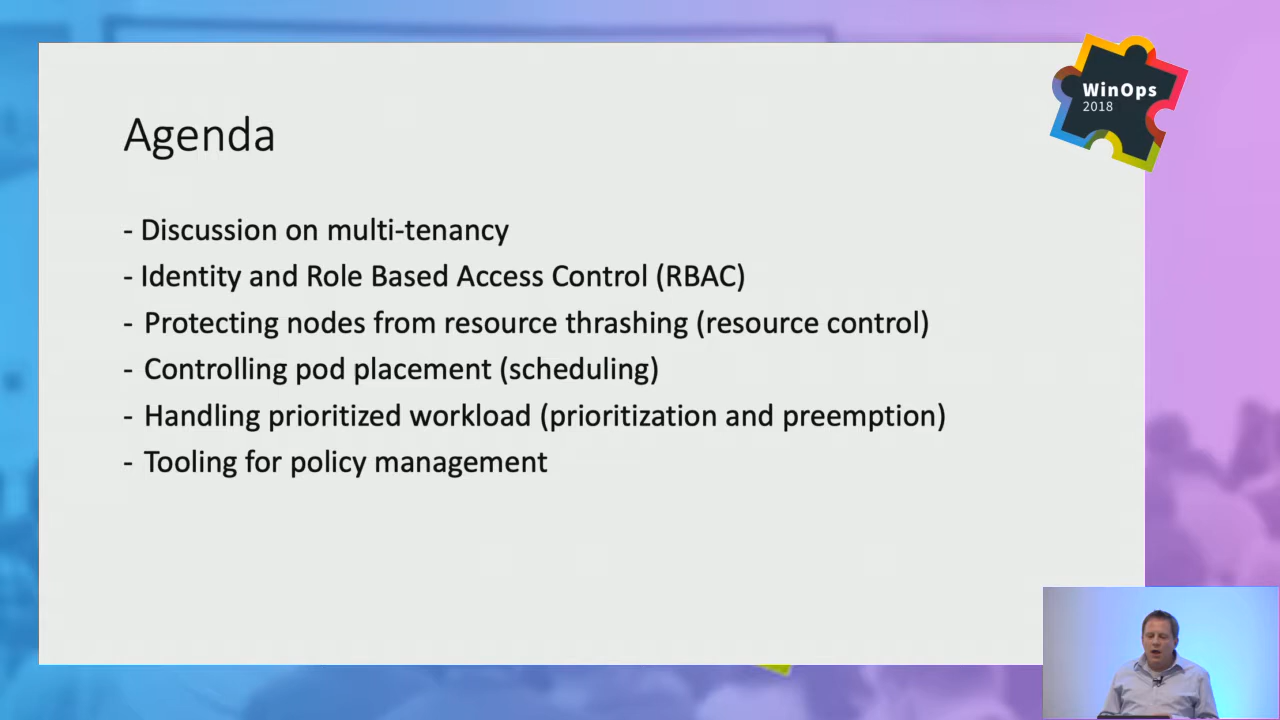 WinOps
2018
Agenda
- Discussion on multi-tenancy
- Identity and Role Based Access Control (RBAC)
- Protecting nodes from resource thrashing (resource control)
- Controlling pod placement (scheduling)
- Handling prioritized workload (prioritization and preemption)
- Tooling for policy management